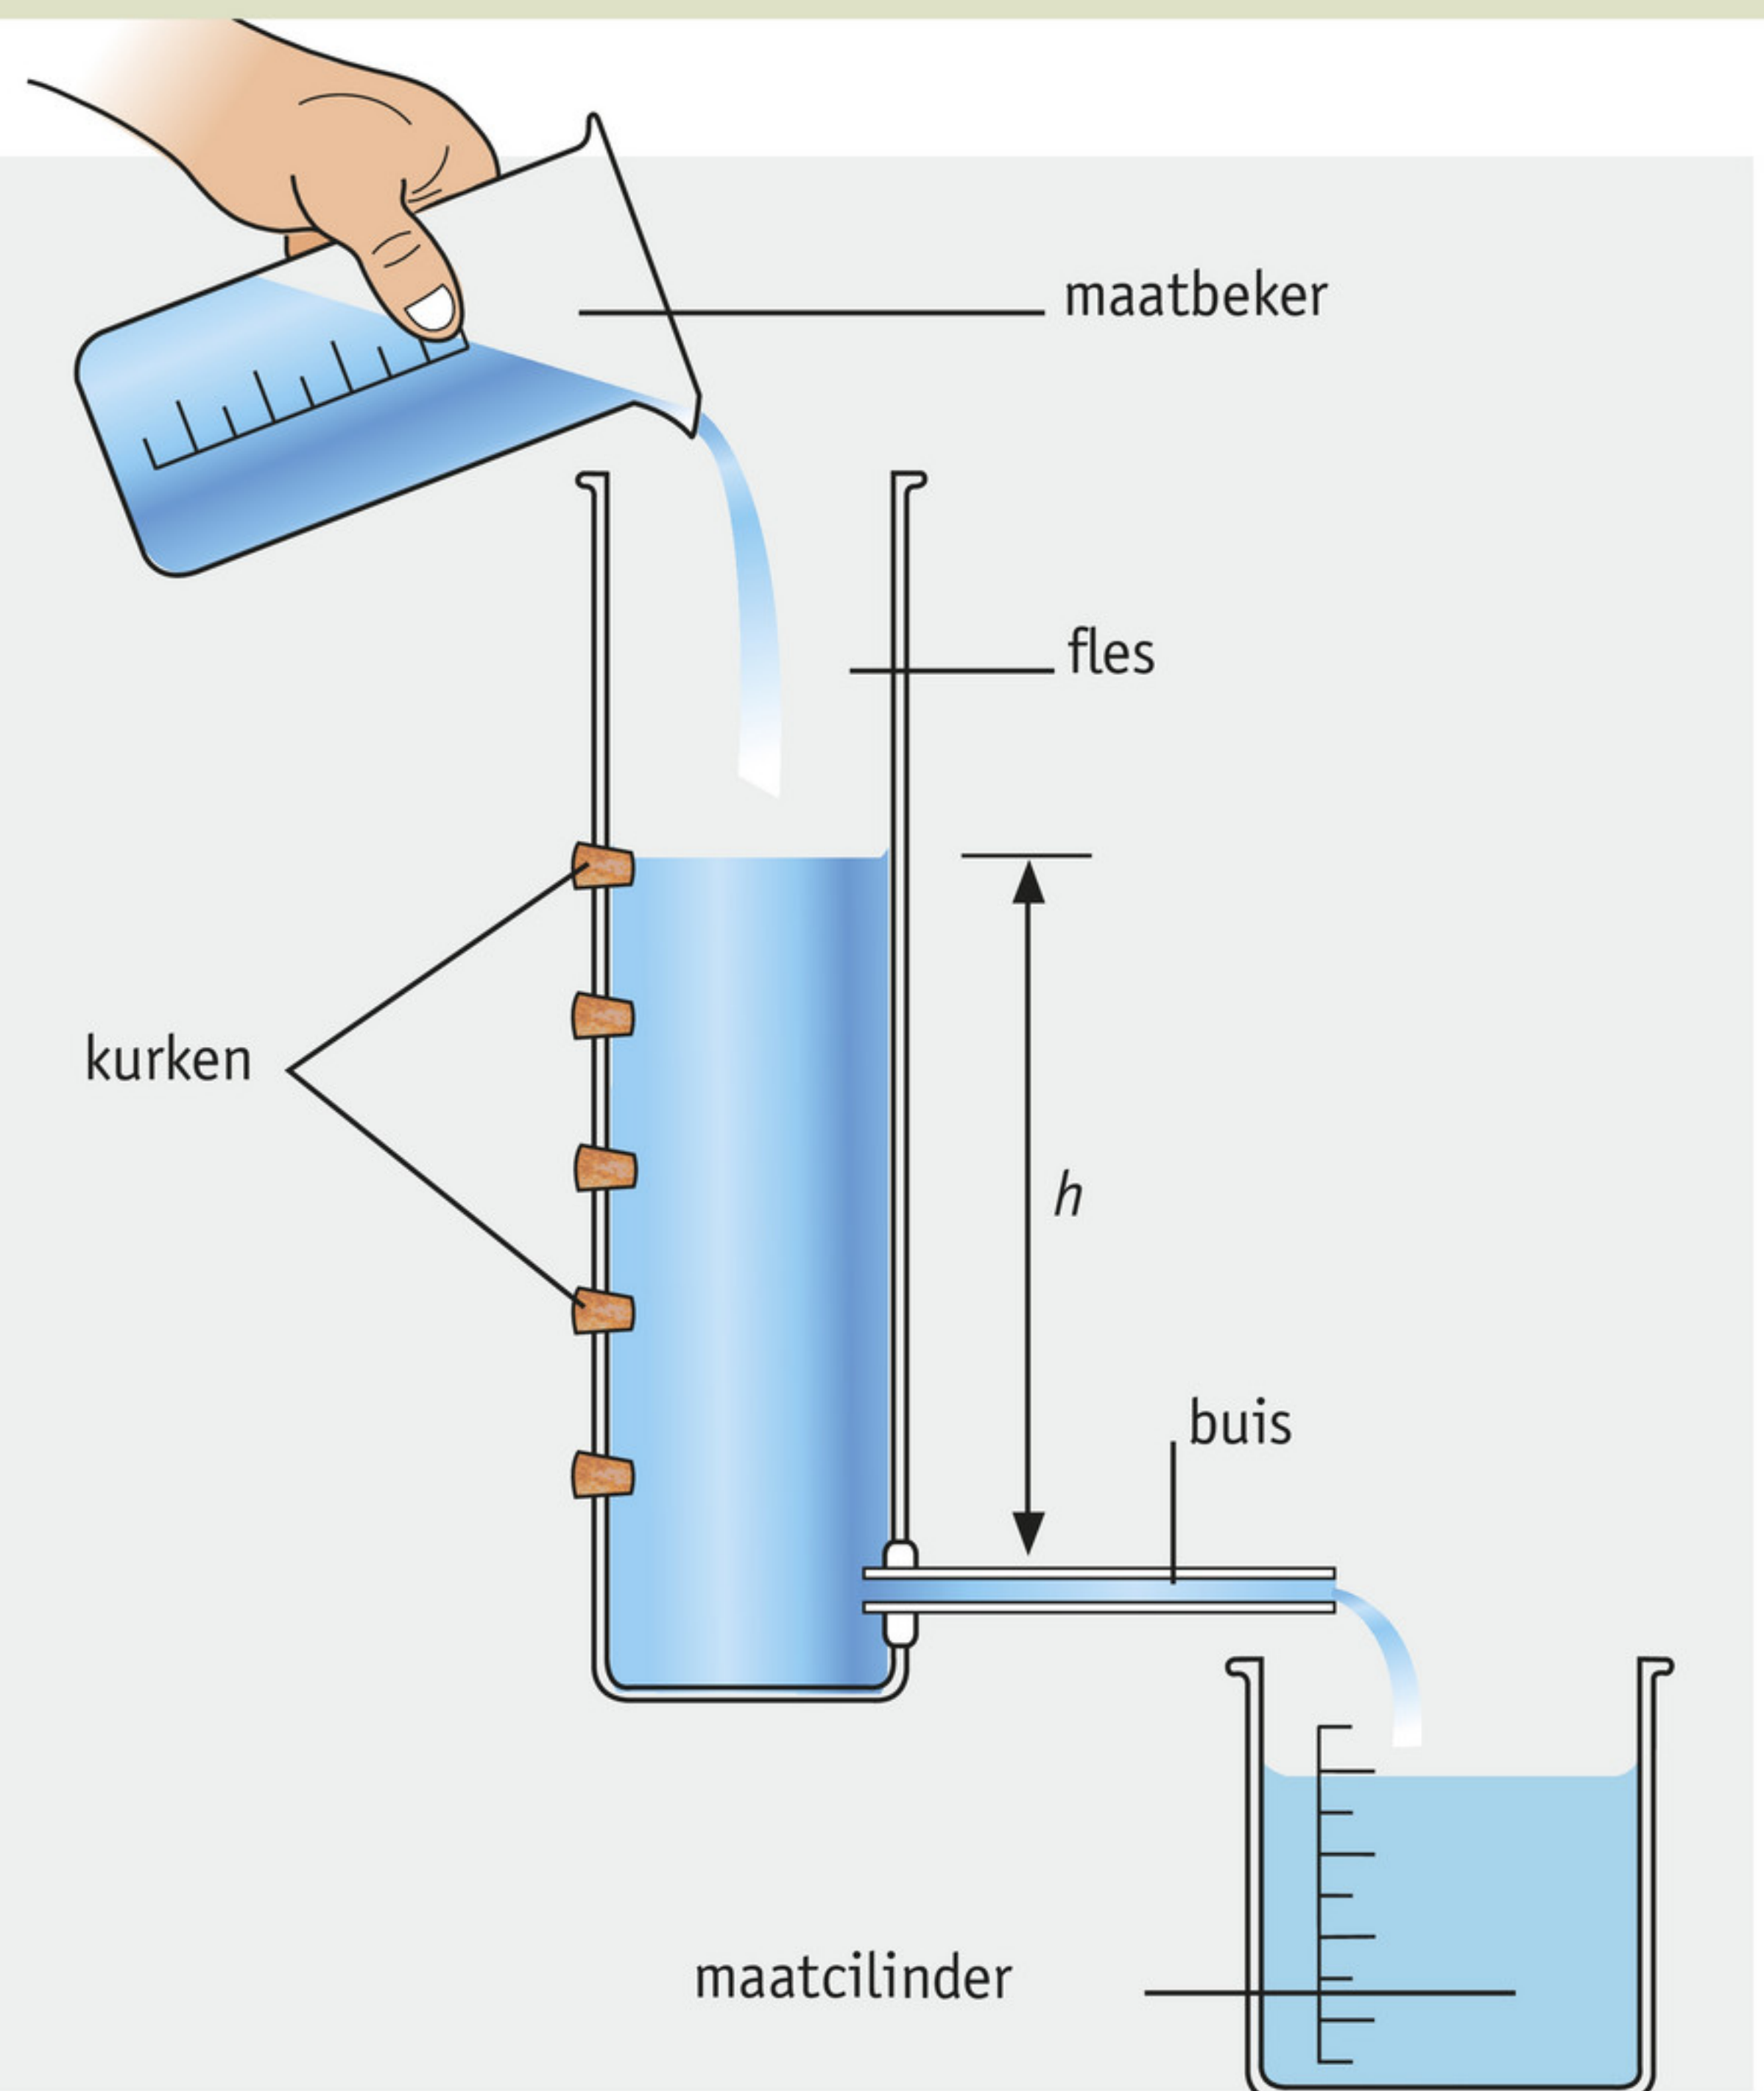 maatbeker
fles
kurken
h
buis
maatcilinder